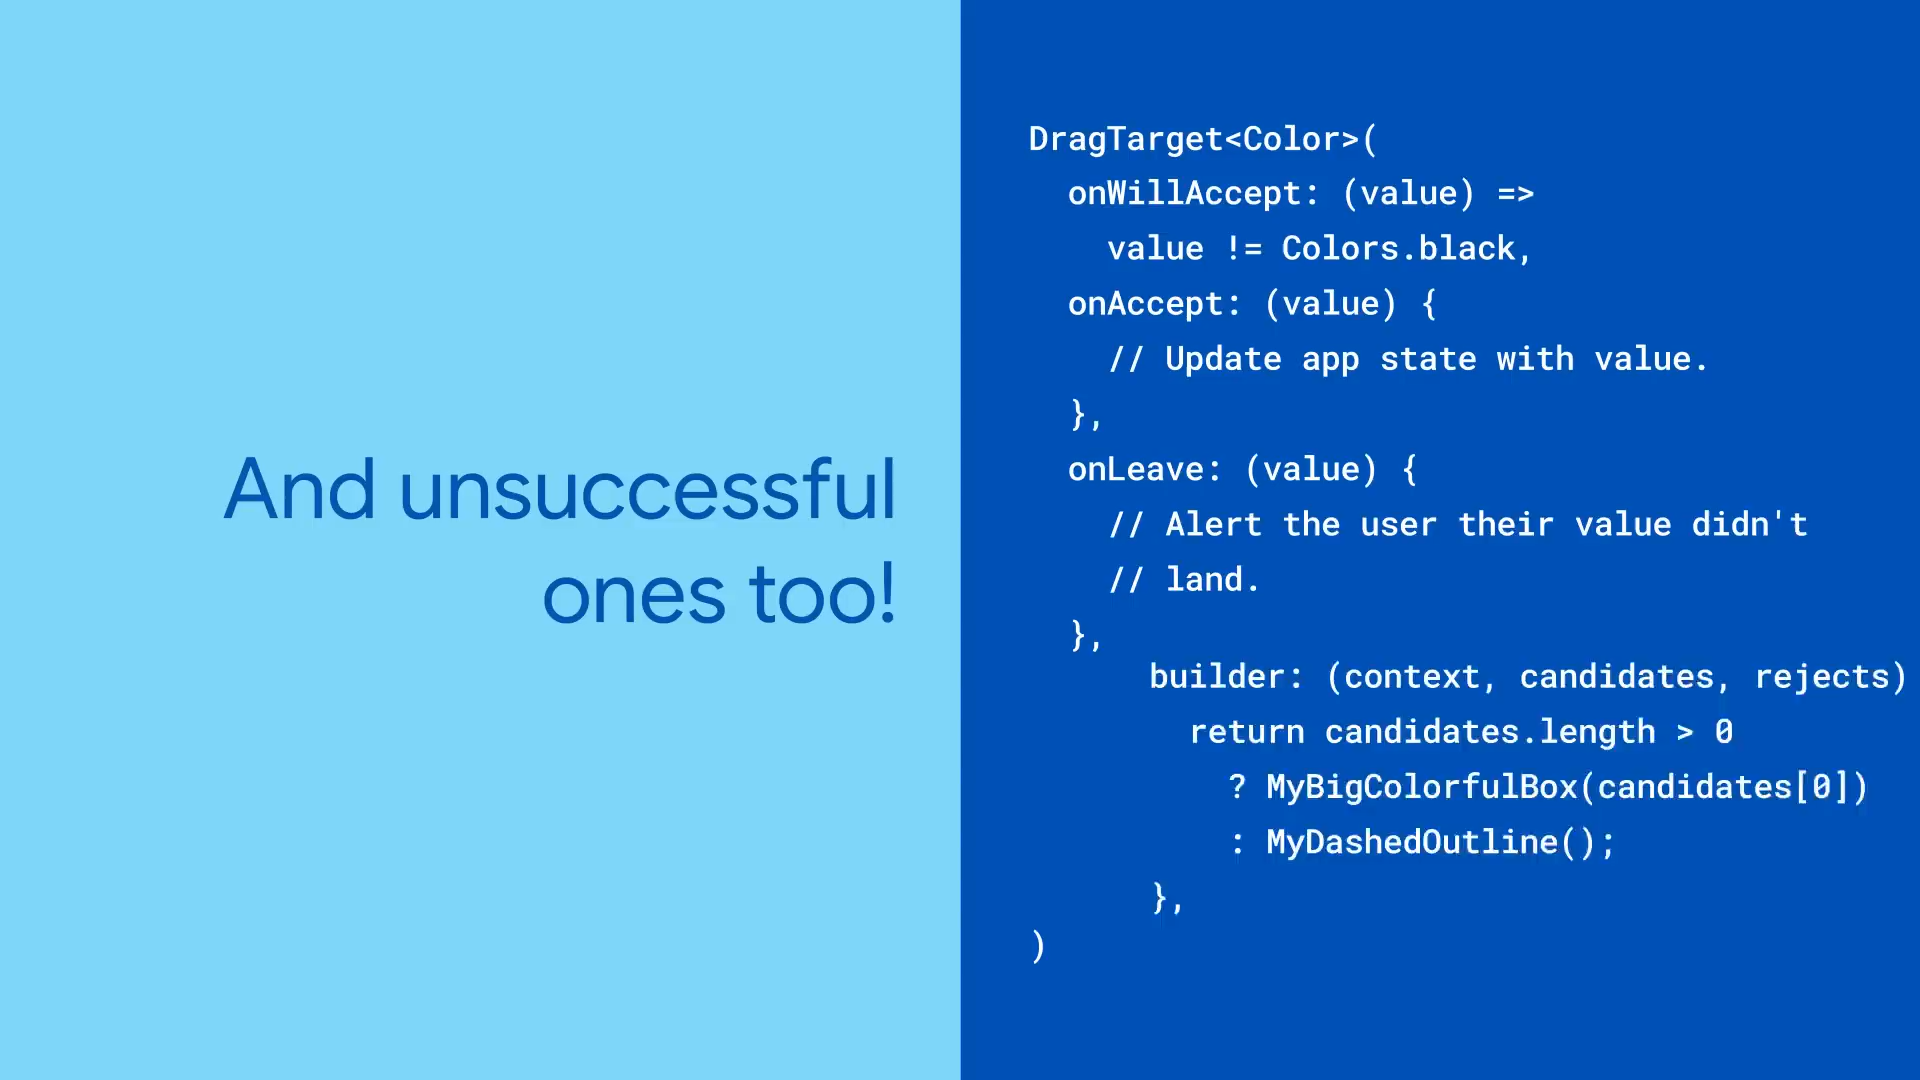 And unsuccessful
ones too!
DragTarget<Color>(
  onWillAccept: (value) =>
    value != Colors.black,
  onAccept: (value) {
    // Update app state with value.
  },
  onLeave: (value) {
    // Alert the user their value didn't
    // land.
  },
      builder: (context, candidates, rejects)
        return candidates.length > 0
          ? MyBigColorfulBox(candidates[0])
          : MyDashedOutline();
      },
)